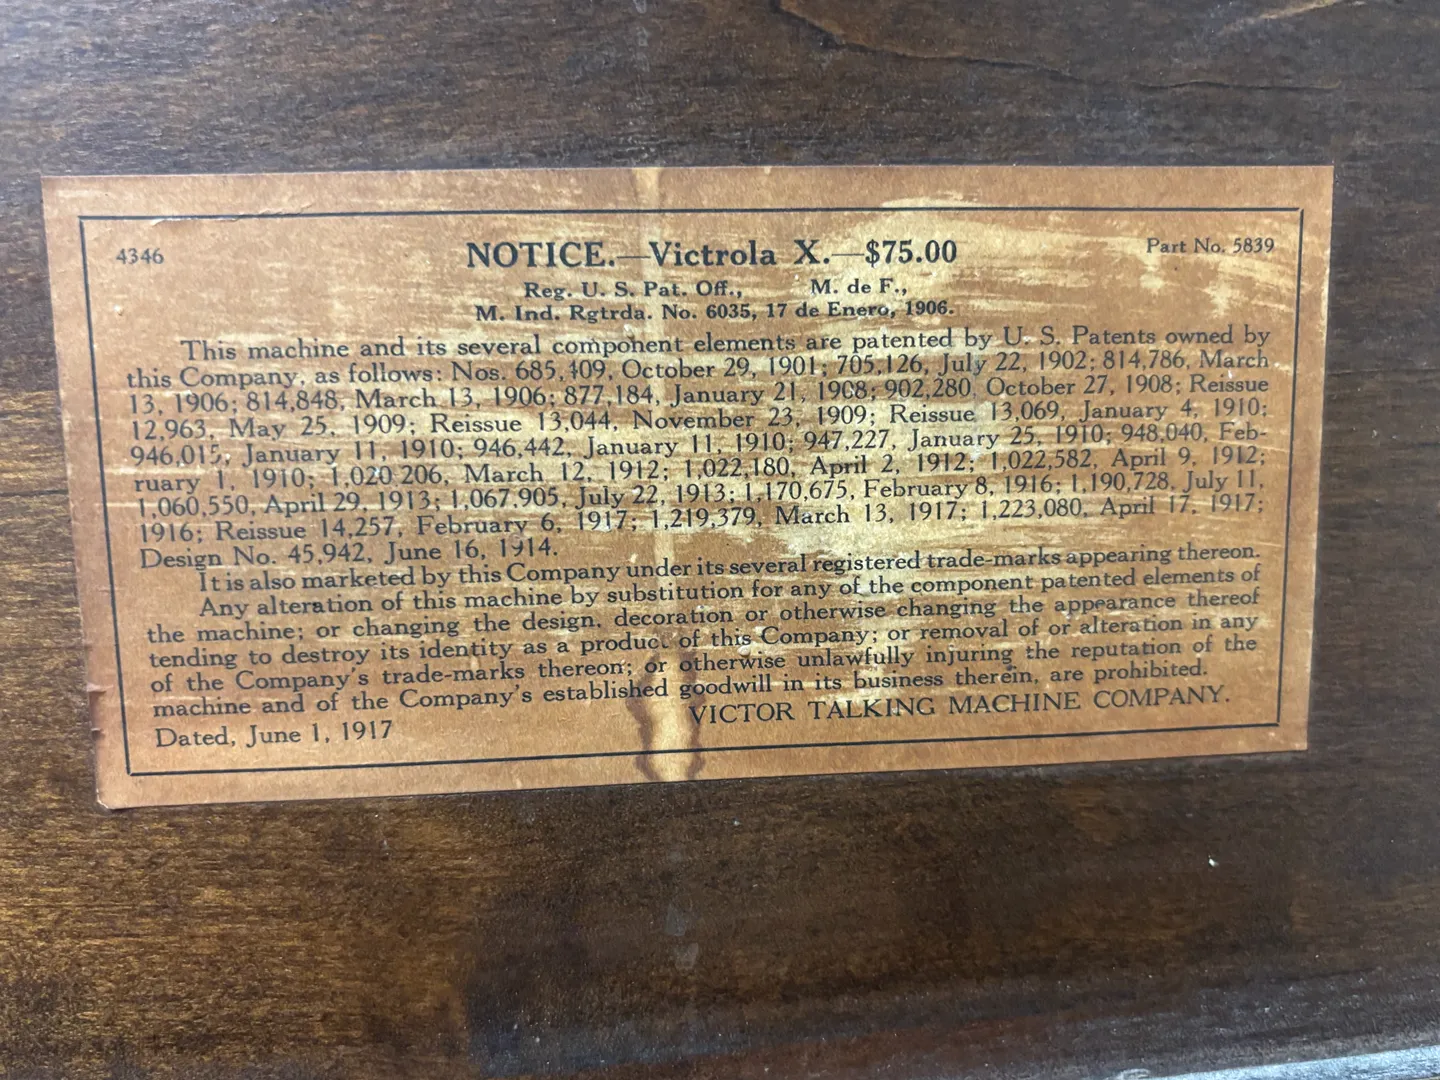 4346
NOTICE.—Victrola X.—$75.00
Part No. 5839
Reg. U. S. Pat. Off., M. de F.,
M. Ind. Rgtrda. No. 6035, 17 de Enero, 1906.
This machine and its several component elements are patented by U. S. Patents owned by
this Company, as follows: Nos. 685,409, October 29, 1901; 705,126, July 22, 1902; 814,786, March
13, 1906; 814,848, March 13, 1906; 877,184, January 21, 1908; 902,280, October 27, 1908; Reissue
12,963, May 25, 1909; Reissue 13,044, November 23, 1909; Reissue 13,069, January 4, 1910;
946,015, January 11, 1910; 946,442, January 11, 1910; 947,227, January 25, 1910; 948,040, Feb-
ruary 1, 1910; 1,020,206, March 12, 1912; 1,022,180, April 2, 1912; 1,022,582, April 9, 1912;
1,060,550, April 29, 1913; 1,067,905, July 22, 1913; 1,170,675, February 8, 1916; 1,190,728, July 11,
1916; Reissue 14,257, February 6, 1917; 1,219,379, March 13, 1917; 1,223,080, April 17, 1917;
Design No. 45,942, June 16, 1914.
It is also marketed by this Company under its several registered trade-marks appearing thereon.
Any alteration of this machine by substitution for any of the component patented elements of
the machine; or changing the design, decoration or otherwise changing the appearance thereof
tending to destroy its identity as a product of this Company; or removal of or alteration in any
of the Company's trade-marks thereon; or otherwise unlawfully injuring the reputation of the
machine and of the Company's established goodwill in its business therein, are prohibited.
VICTOR TALKING MACHINE COMPANY.
Dated, June 1, 1917